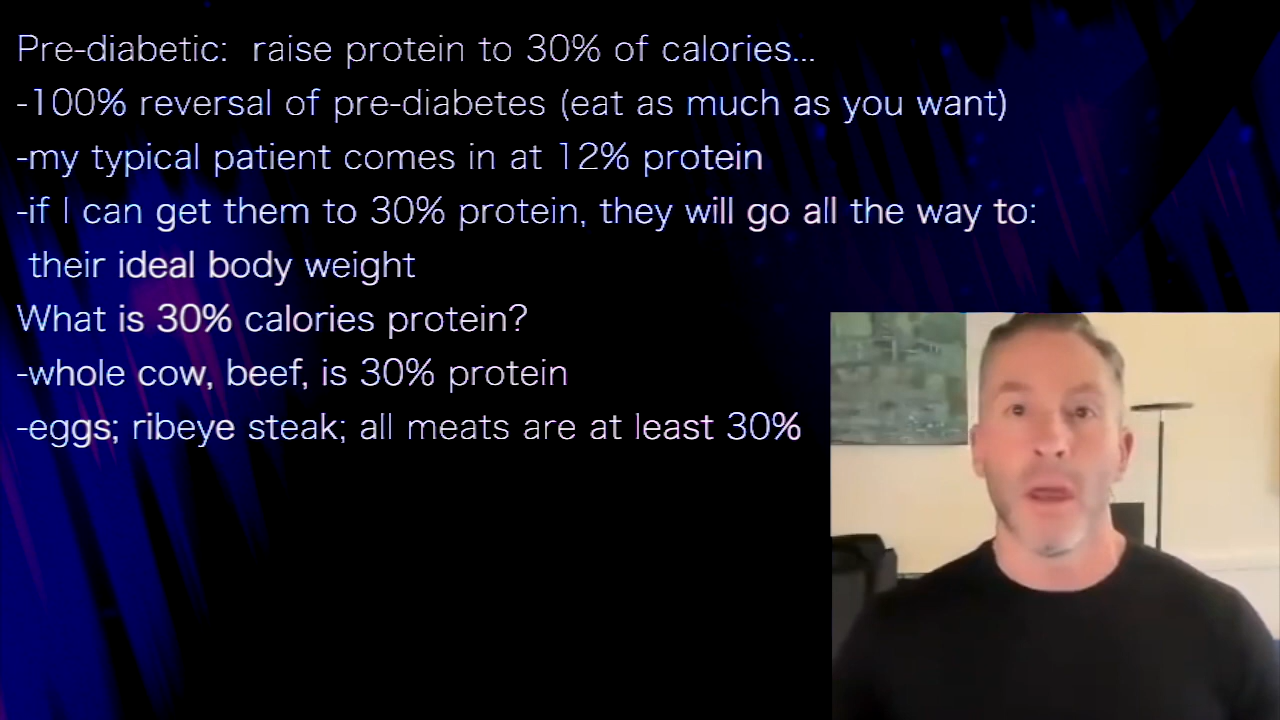 Pre-diabetic:  raise protein to 30% of calories...
-100% reversal of pre-diabetes (eat as much as you want)
-my typical patient comes in at 12% protein
-if I can get them to 30% protein, they will go all the way to:
their ideal body weight
What is 30% calories protein?
-whole cow, beef, is 30% protein
-eggs; ribeye steak; all meats are at least 30%